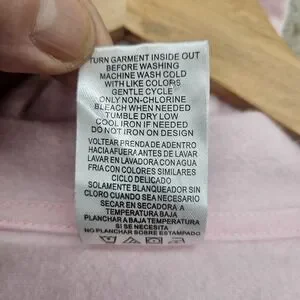 TURN GARMENT INSIDE OUT
BEFORE WASHING
MACHINE WASH COLD
WITH LIKE COLORS
GENTLE CYCLE
ONLY NON-CHLORINE
BLEACH WHEN NEEDED
TUMBLE DRY LOW
COOL IRON IF NEEDED
DO NOT IRON ON DESIGN
VOLTEAR PRENDA DE ADENTRO
HACIA AFUERA ANTES DE LAVAR
LAVAR EN LAVADORA CON AGUA
FRIA CON COLORES SIMILARES
CICLO DELICADO
SOLAMENTE BLANQUEADOR SIN
CLORO CUANDO SEA NECESARIO
SECAR EN SECADORA A
TEMPERATURA BAJA
PLANCHAR A BAJA TEMPERATURA
SI SE NECESITA
NO PLANCHAR SOBRE ESTAMPADO